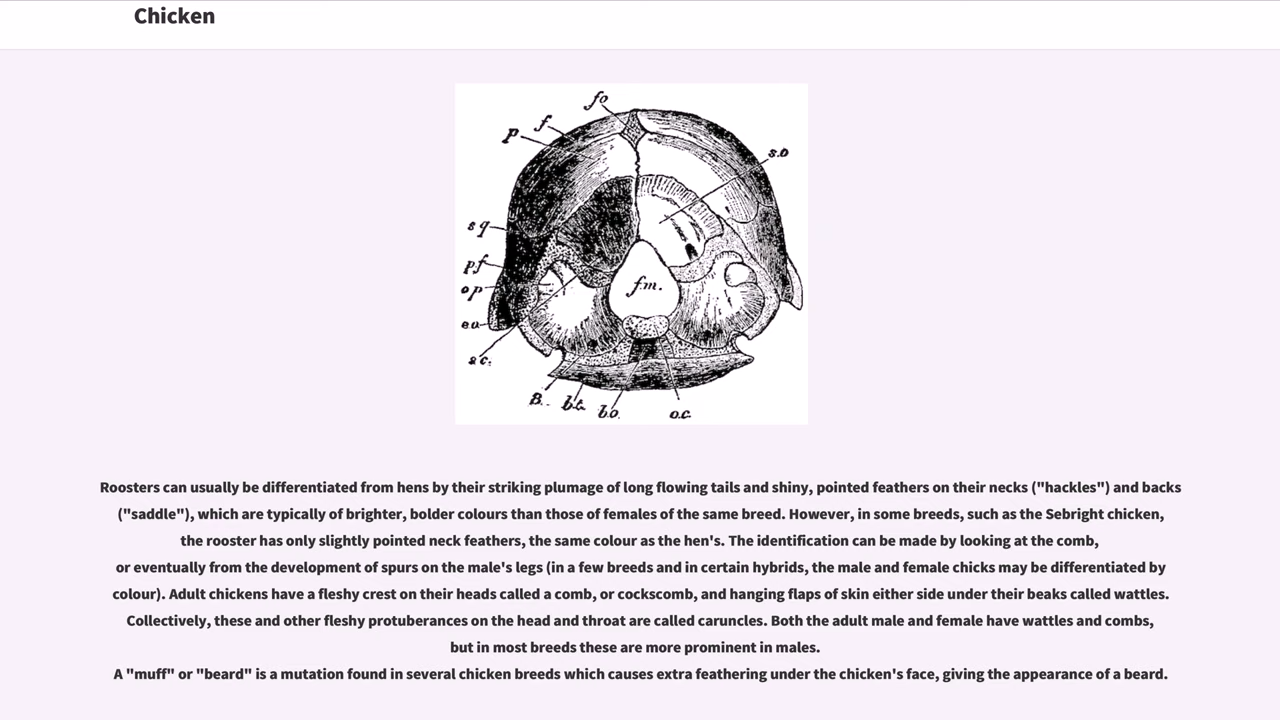 Chicken
fo
f
p
s.o
sq
pf
op
f.m.
ea
B.
b.t.
b.o.
o.c.
Roosters can usually be differentiated from hens by their striking plumage of long flowing tails and shiny, pointed feathers on their necks ("hackles") and backs
("saddle"), which are typically of brighter, bolder colours than those of females of the same breed. However, in some breeds, such as the Sebright chicken,
the rooster has only slightly pointed neck feathers, the same colour as the hen's. The identification can be made by looking at the comb,
or eventually from the development of spurs on the male's legs (in a few breeds and in certain hybrids, the male and female chicks may be differentiated by
colour). Adult chickens have a fleshy crest on their heads called a comb, or cockscomb, and hanging flaps of skin either side under their beaks called wattles.
Collectively, these and other fleshy protuberances on the head and throat are called caruncles. Both the adult male and female have wattles and combs,
but in most breeds these are more prominent in males.
A "muff" or "beard" is a mutation found in several chicken breeds which causes extra feathering under the chicken's face, giving the appearance of a beard.